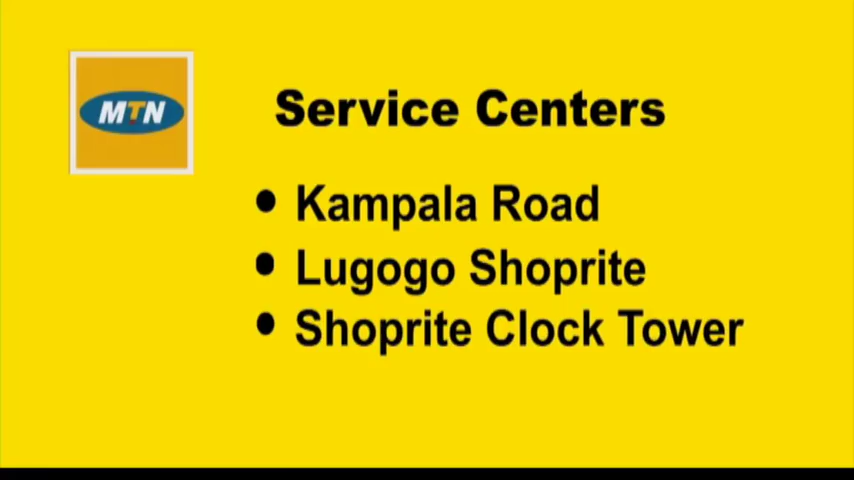 MTN
Service Centers
• Kampala Road
• Lugogo Shoprite
• Shoprite Clock Tower